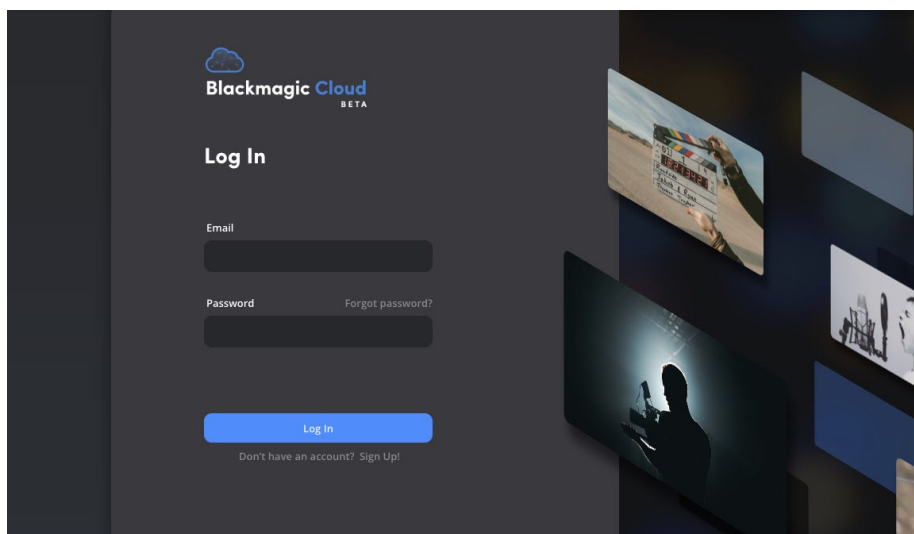 Blackmagic Cloud
BETA
Log In
Email
Password Forgot password?
Log In
Don't have an account? Sign Up!